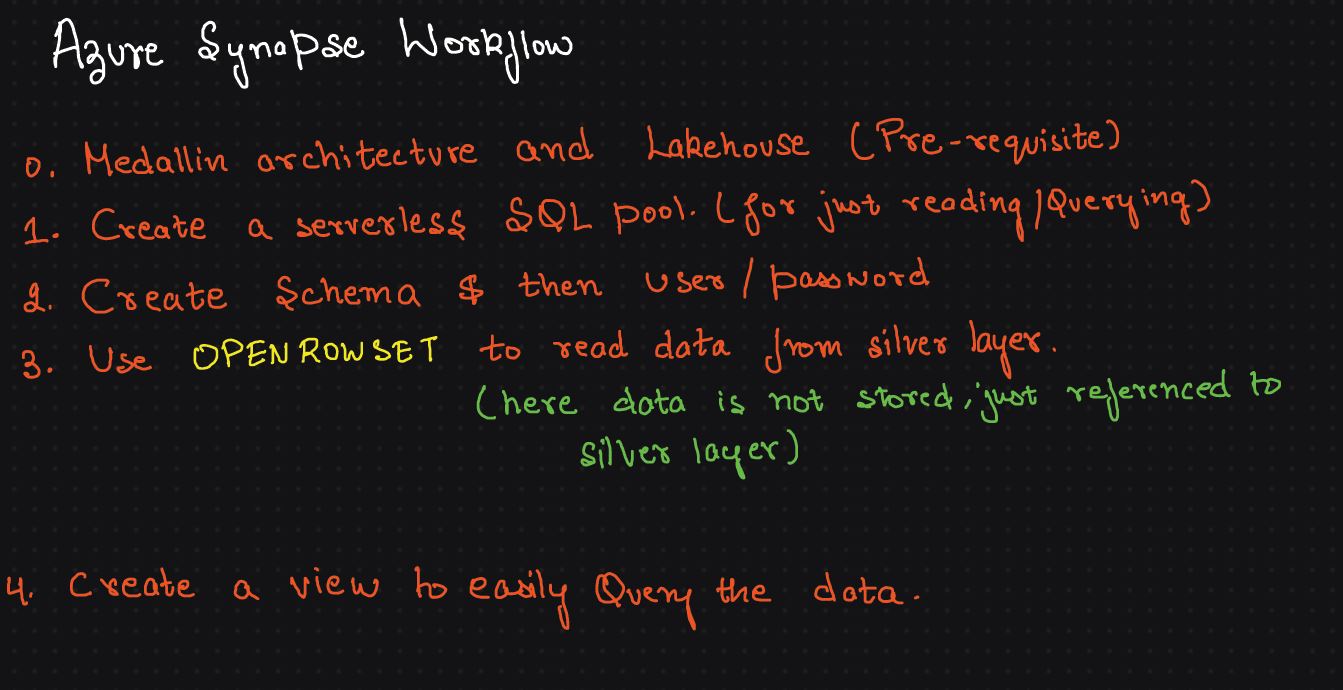 Azure Synapse Workflow
0. Medallin architecture and Lakehouse (Pre-requisite)
1. Create a serverless SQL pool. (for just reading/Querying)
2. Create Schema & then user/password
3. Use OPENROWSET to read data from silver layer.
(here data is not stored, just referenced to
silver layer)
4. Create a view to easily Query the data.